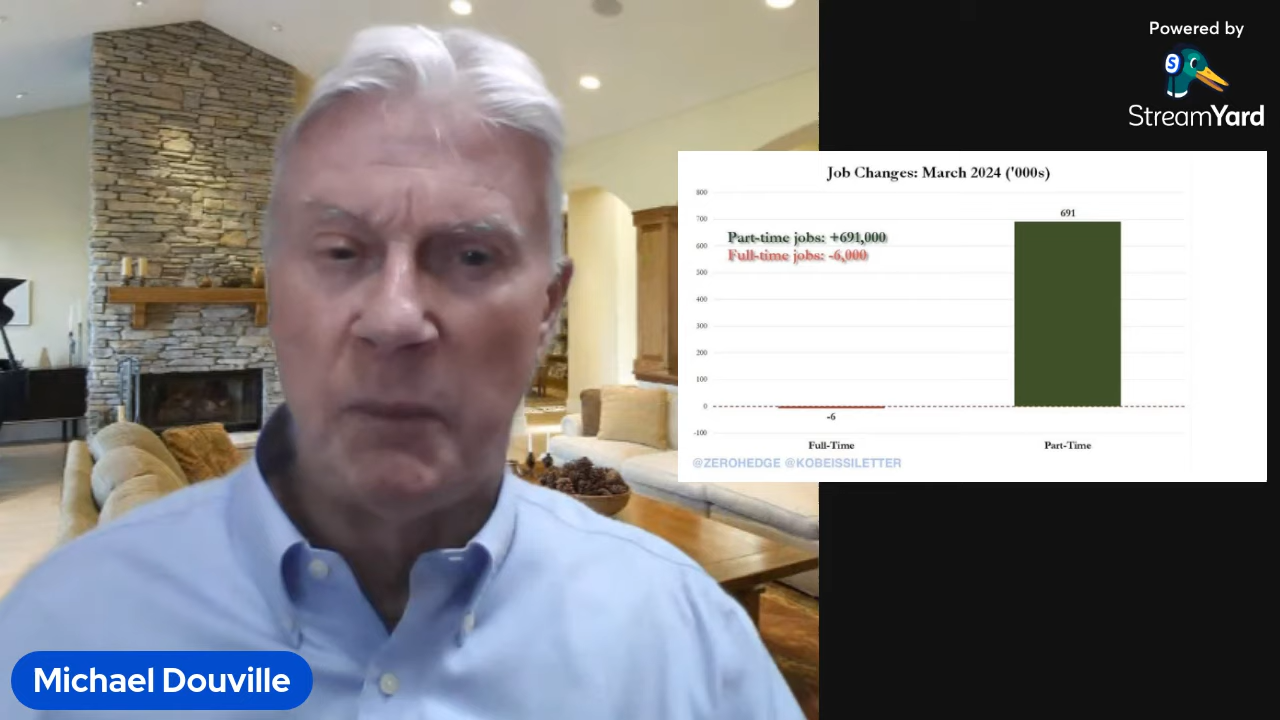 Powered by
S
StreamYard
Job Changes: March 2024 ('000s)
800
700
600
500
400
300
200
100
0
-100
691
Part-time jobs: +691,000
Full-time jobs: -6,000
-6
Full-Time
Part-Time
@ZEROHEDGE @KOBEISSILETTER
Michael Douville